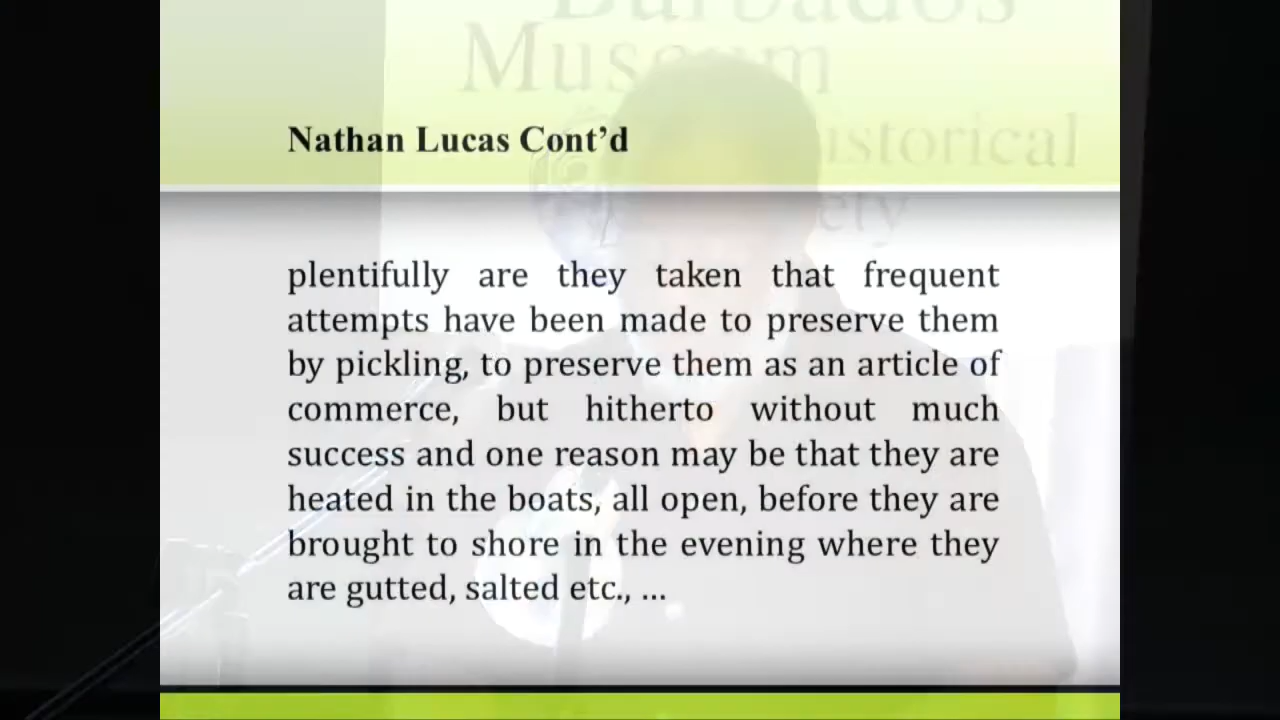 Barbados
Museum
Historical
Nathan Lucas Cont’d
plentifully are they taken that frequent
attempts have been made to preserve them
by pickling, to preserve them as an article of
commerce, but hitherto without much
success and one reason may be that they are
heated in the boats, all open, before they are
brought to shore in the evening where they
are gutted, salted etc., ...